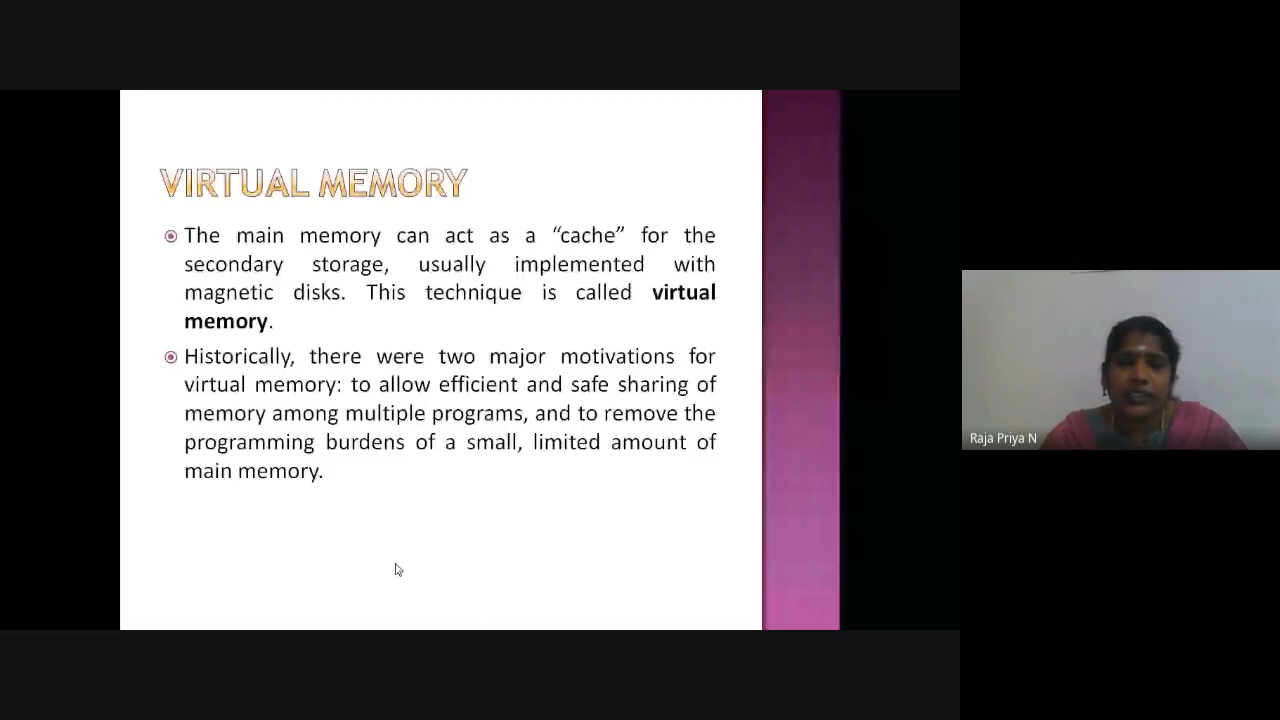 VIRTUAL MEMORY
The main memory can act as a “cache” for the
secondary storage, usually implemented with
magnetic disks. This technique is called virtual
memory.
Historically, there were two major motivations for
virtual memory: to allow efficient and safe sharing of
memory among multiple programs, and to remove the
programming burdens of a small, limited amount of
main memory.
Raja Priya N